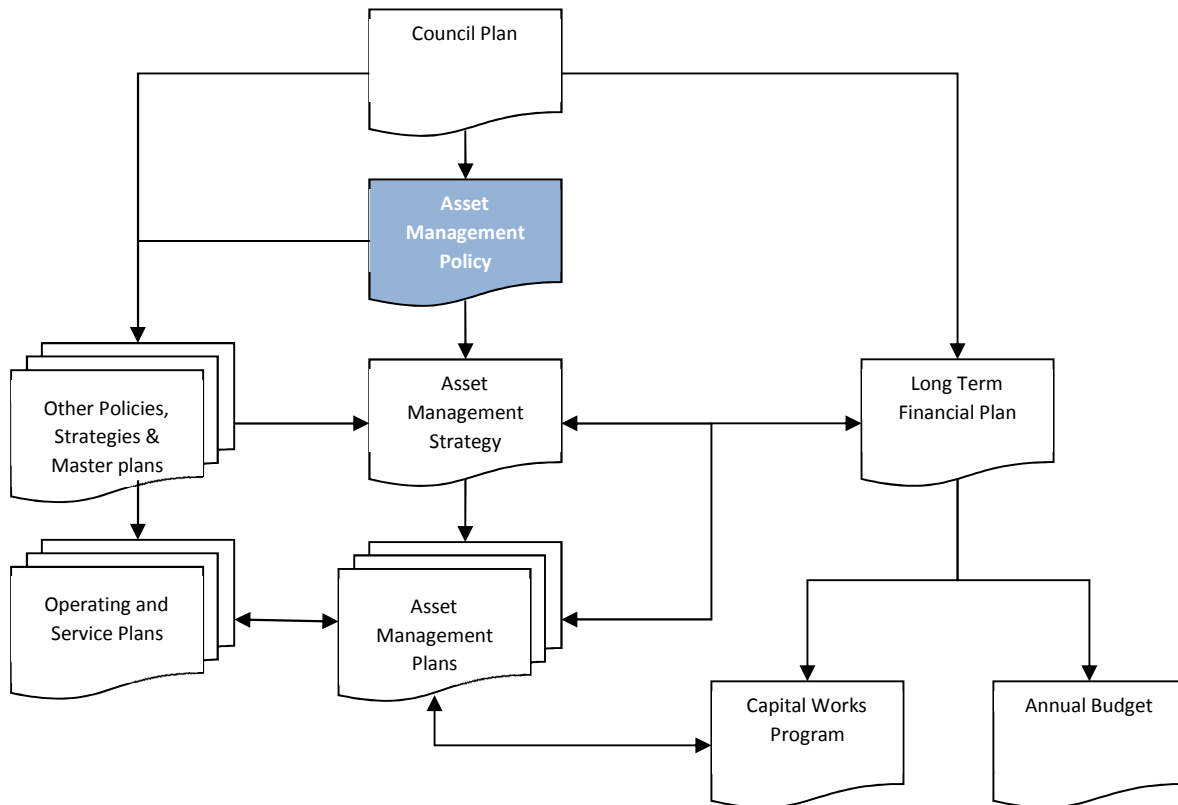 Council Plan
Asset
Management
Policy
Other Policies,
Strategies &
Master plans
Asset
Management
Strategy
Long Term
Financial Plan
Operating and
Service Plans
Asset
Management
Plans
Capital Works
Program
Annual Budget